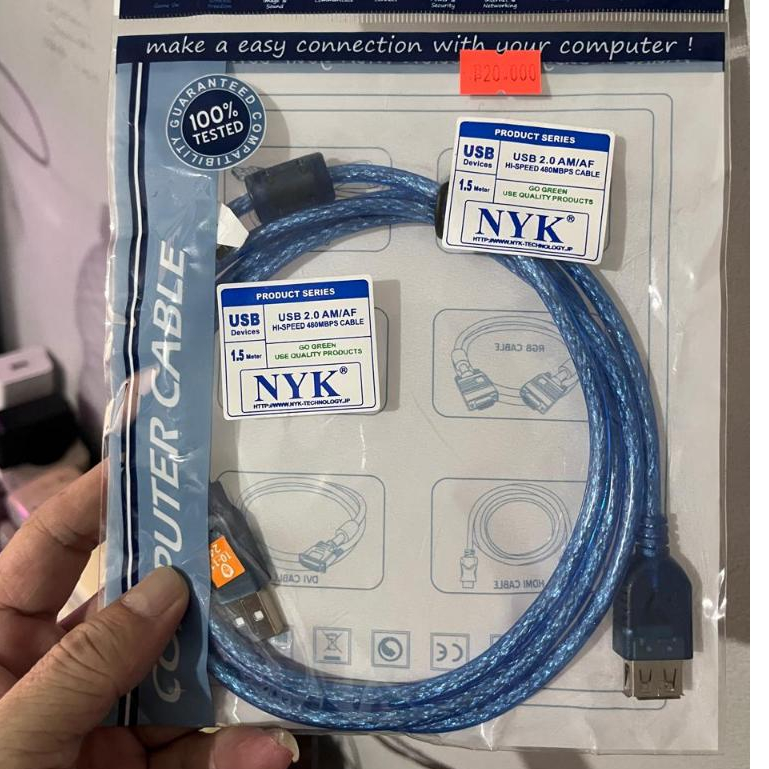 make a easy connection with your computer !
₽20.000
GUARANTEED COMPATIBILITY
100%
TESTED
PRODUCT SERIES
USB
Devices
USB 2.0 AM/AF
HI-SPEED 480MBPS CABLE
1.5 Meter
GO GREEN
USE QUALITY PRODUCTS
NYK®
HTTP://WWW.NYK-TECHNOLOGY.JP
PRODUCT SERIES
USB
Devices
USB 2.0 AM/AF
HI-SPEED 480MBPS CABLE
1.5 Meter
GO GREEN
USE QUALITY PRODUCTS
NYK®
HTTP://WWW.NYK-TECHNOLOGY.JP
COMPUTER CABLE
RGB CABLE
DVI CABLE
HDMI CABLE
CE